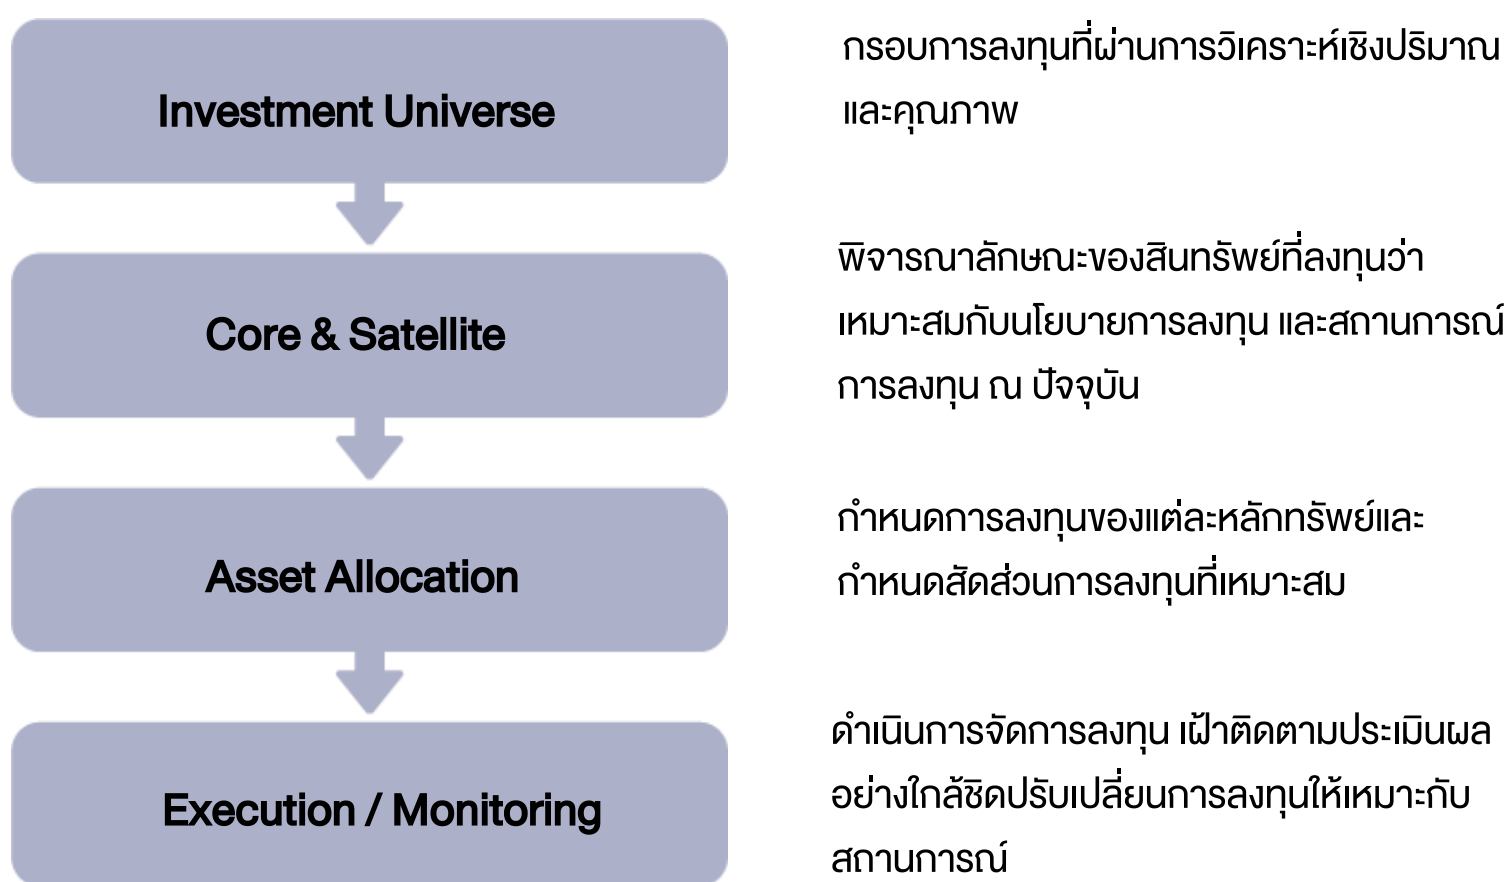 Investment Universe
กรอบการลงทุนที่ผ่านการวิเคราะห์เชิงปริมาณ
และคุณภาพ
Core & Satellite
พิจารณาลักษณะของสินทรัพย์ที่ลงทุนว่า
เหมาะสมกับนโยบายการลงทุน และสถานการณ์
การลงทุน ณ ปัจจุบัน
Asset Allocation
กำหนดการลงทุนของแต่ละหลักทรัพย์และ
กำหนดสัดส่วนการลงทุนที่เหมาะสม
Execution / Monitoring
ดำเนินการจัดการลงทุน เฝ้าติดตามประเมินผล
อย่างใกล้ชิดปรับเปลี่ยนการลงทุนให้เหมาะกับ
สถานการณ์